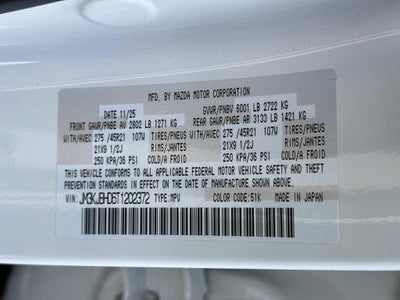 MFD. BY MAZDA MOTOR CORPORATION
DATE 11/25 GVWR/PNBV 6001 LB 2722 KG
FRONT GAWR/PNBE AV 2802 LB 1271 KG REAR GAWR/PNBE AR 3133 LB 1421 KG
WITH/AVEC 275 /45R21 107W TIRES/PNEUS WITH/AVEC 275 /45R21 107W TIRES/PNEUS
21X9 1/2J RIMS/JANTES 21X9 1/2J RIMS/JANTES
250 KPA/36 PSI COLD/A FROID 250 KPA/36 PSI COLD/A FROID
THIS VEHICLE CONFORMS TO ALL APPLICABLE FEDERAL MOTOR VEHICLE SAFETY AND THEFT
PREVENTION STANDARDS IN EFFECT ON THE DATE OF MANUFACTURE SHOWN ABOVE.
JM3KJBHD6T1202372 TYPE:MPV COLOR CODE:51K MADE IN JAPAN